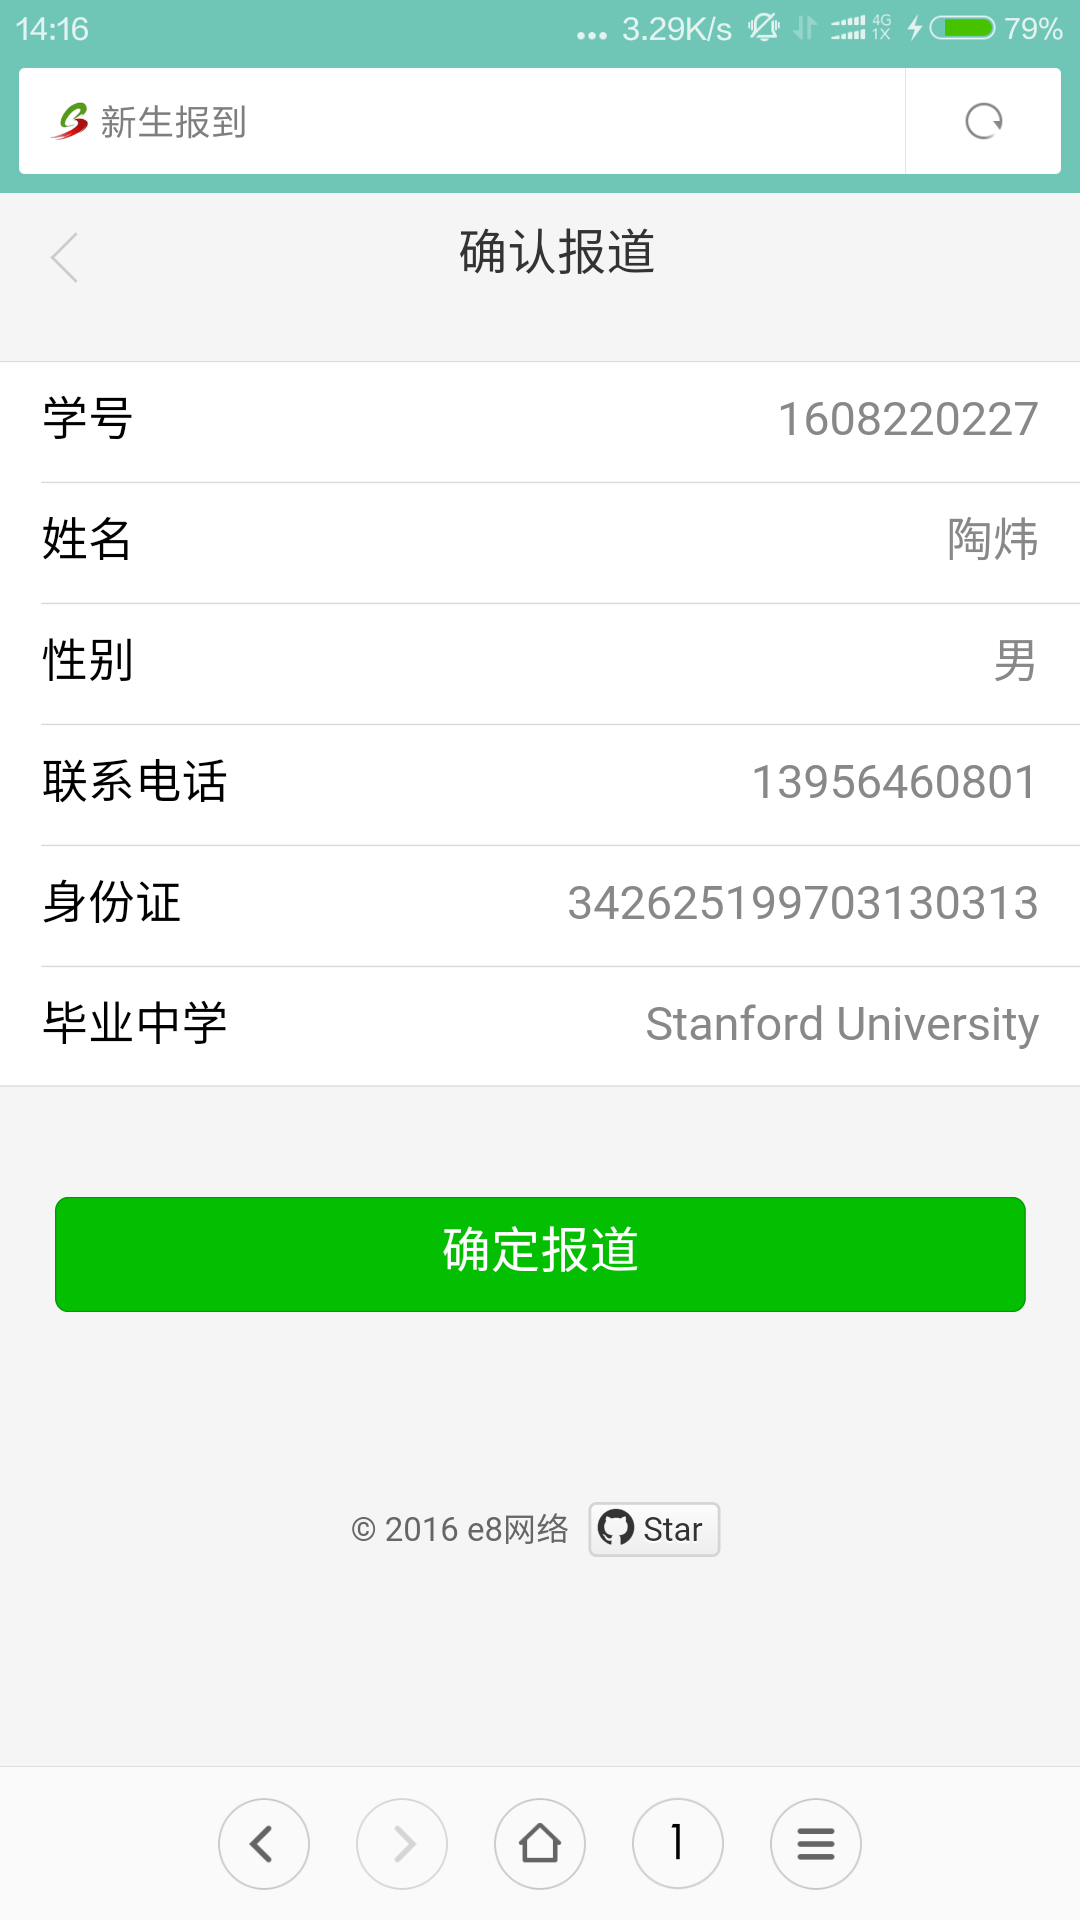 14:16 ... 3.29K/s 4G 1X 79%
新生报到
确认报道
学号 1608220227
姓名 陶炜
性别 男
联系电话 13956460801
身份证 342625199703130313
毕业中学 Stanford University
确定报道
© 2016 e8网络 Star
1